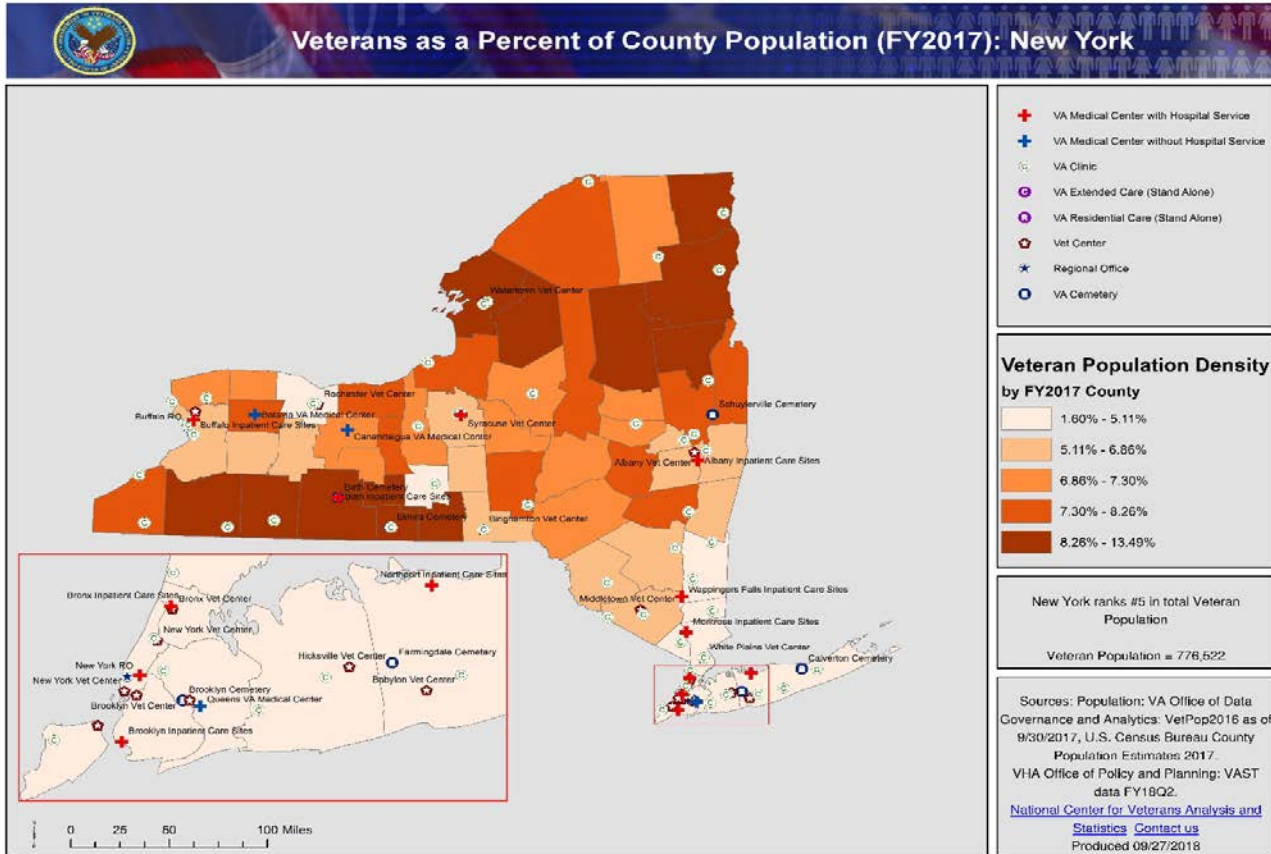 Veterans as a Percent of County Population (FY2017): New York
VA Medical Center with Hospital Service
VA Medical Center without Hospital Service
VA Clinic
VA Extended Care (Stand Alone)
VA Residential Care (Stand Alone)
Vet Center
Regional Office
VA Cemetery
Veteran Population Density
by FY2017 County
1.60% - 5.11%
5.11% - 6.86%
6.86% - 7.30%
7.30% - 8.26%
8.26% - 13.49%
New York ranks #5 in total Veteran
Population
Veteran Population = 776,522
Sources: Population: VA Office of Data
Governance and Analytics: VetPop2016 as of
9/30/2017, U.S. Census Bureau County
Population Estimates 2017.
VHA Office of Policy and Planning: VAST
data FY18Q2.
National Center for Veterans Analysis and
Statistics Contact us
Produced 09/27/2018
Watertown Vet Center
Rochester Vet Center
Buffalo RO
Batavia VA Medical Center
Buffalo Inpatient Care Sites
Canandaigua VA Medical Center
Syracuse Vet Center
Schuylerville Cemetery
Albany Vet Center
Albany Inpatient Care Sites
Bath Cemetery
Bath Inpatient Care Sites
Elmira Cemetery
Binghamton Vet Center
Middletown Vet Center
Wappingers Falls Inpatient Care Sites
Montrose Inpatient Care Sites
White Plains Vet Center
Calverton Cemetery
Northport Inpatient Care Sites
Bronx Inpatient Care Sites
Bronx Vet Center
New York Vet Center
New York RO
New York Vet Center
Hicksville Vet Center
Farmingdale Cemetery
Babylon Vet Center
Brooklyn Cemetery
Brooklyn Vet Center
Queens VA Medical Center
Brooklyn Inpatient Care Sites
0 25 50 100 Miles